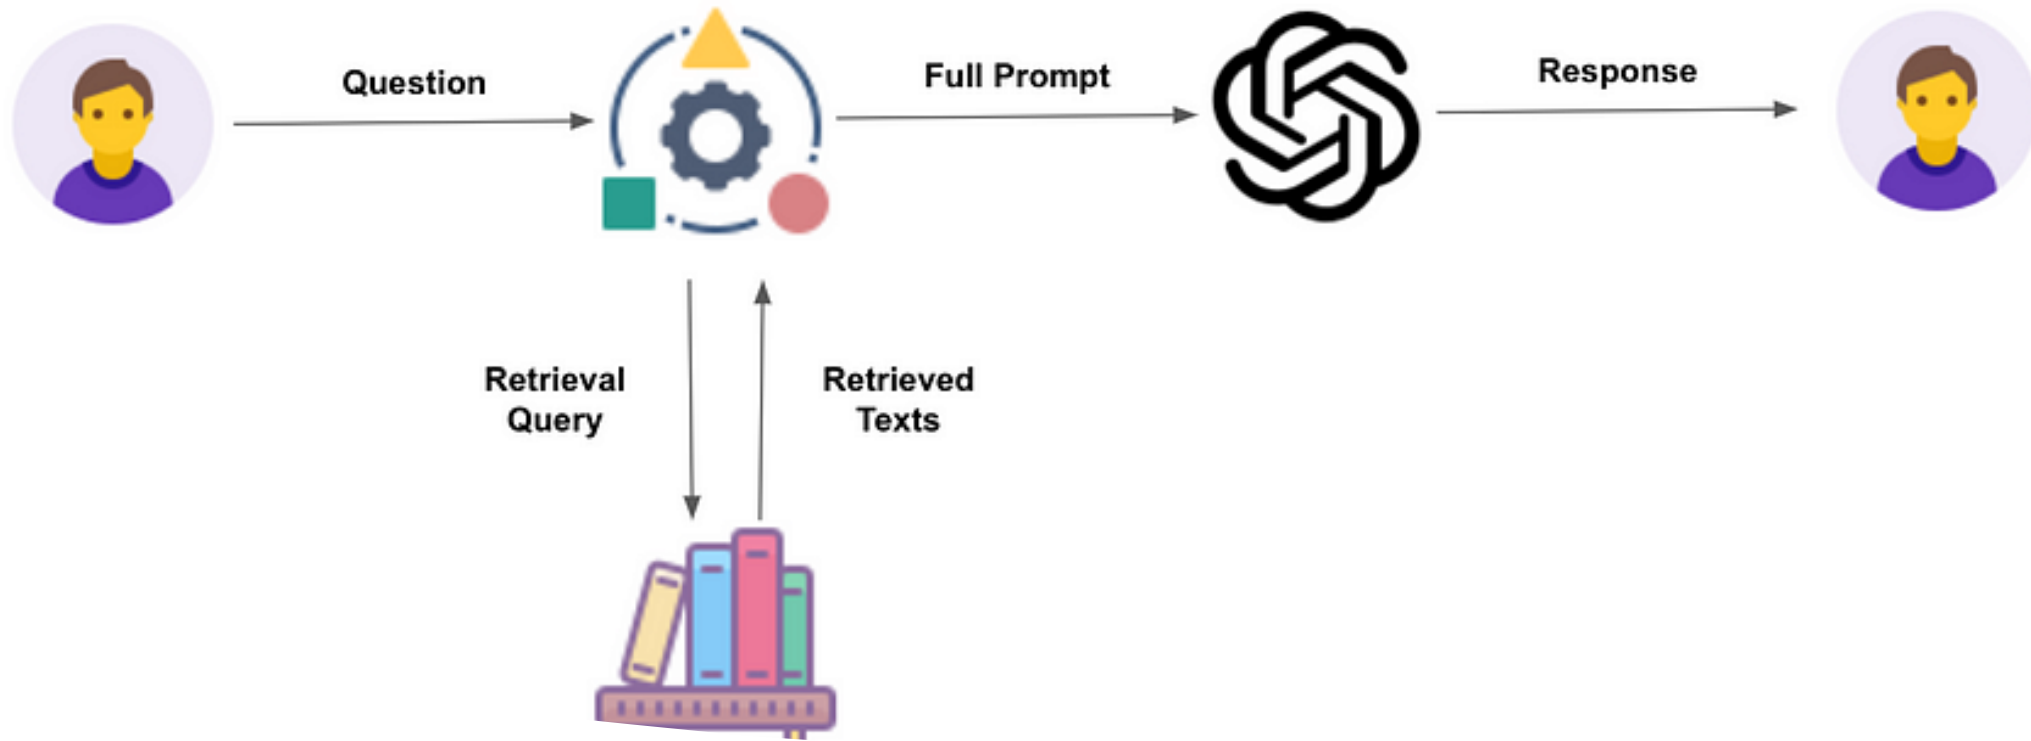 Question
Full Prompt
Response
Retrieval
Query
Retrieved
Texts